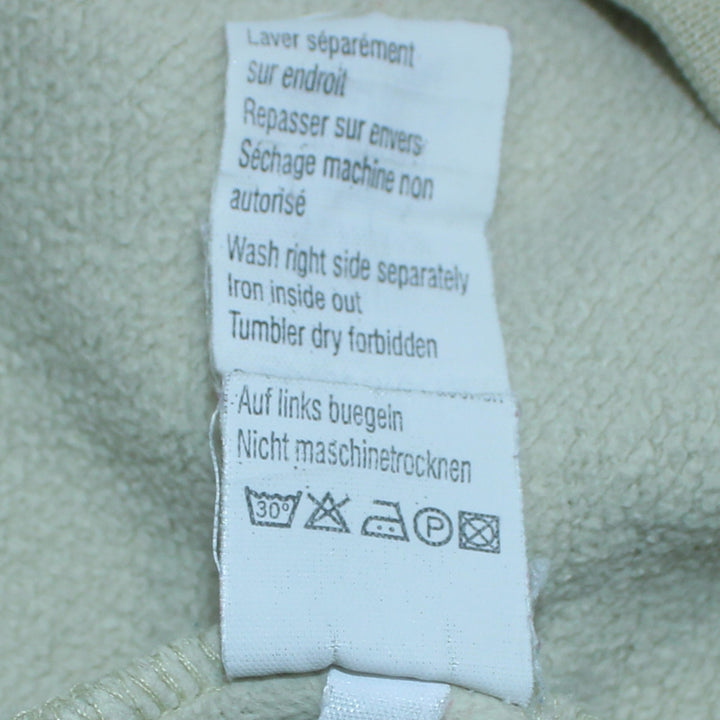 Laver séparément
sur endroit
Repasser sur envers
Séchage machine non
autorisé
Wash right side separately
Iron inside out
Tumbler dry forbidden
Auf links buegeln
Nicht maschinetrocknen
30° P